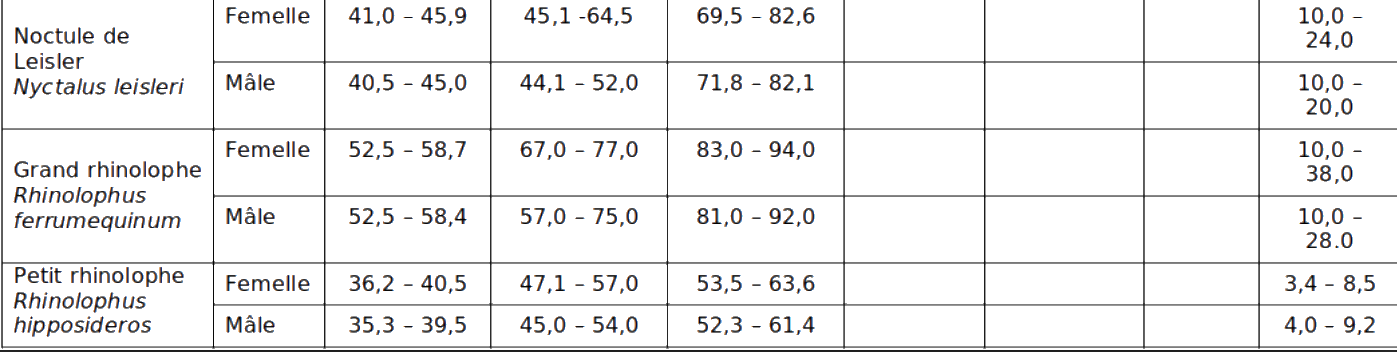 Noctule de
Leisler
Nyctalus leisleri
Femelle 41,0 – 45,9 45,1 -64,5 69,5 – 82,6 10,0 –
24,0
Mâle 40,5 – 45,0 44,1 – 52,0 71,8 – 82,1 10,0 –
20,0
Grand rhinolophe
Rhinolophus
ferrumequinum
Femelle 52,5 – 58,7 67,0 – 77,0 83,0 – 94,0 10,0 –
38,0
Mâle 52,5 – 58,4 57,0 – 75,0 81,0 – 92,0 10,0 –
28.0
Petit rhinolophe
Rhinolophus
hipposideros
Femelle 36,2 – 40,5 47,1 – 57,0 53,5 – 63,6 3,4 – 8,5
Mâle 35,3 – 39,5 45,0 – 54,0 52,3 – 61,4 4,0 – 9,2